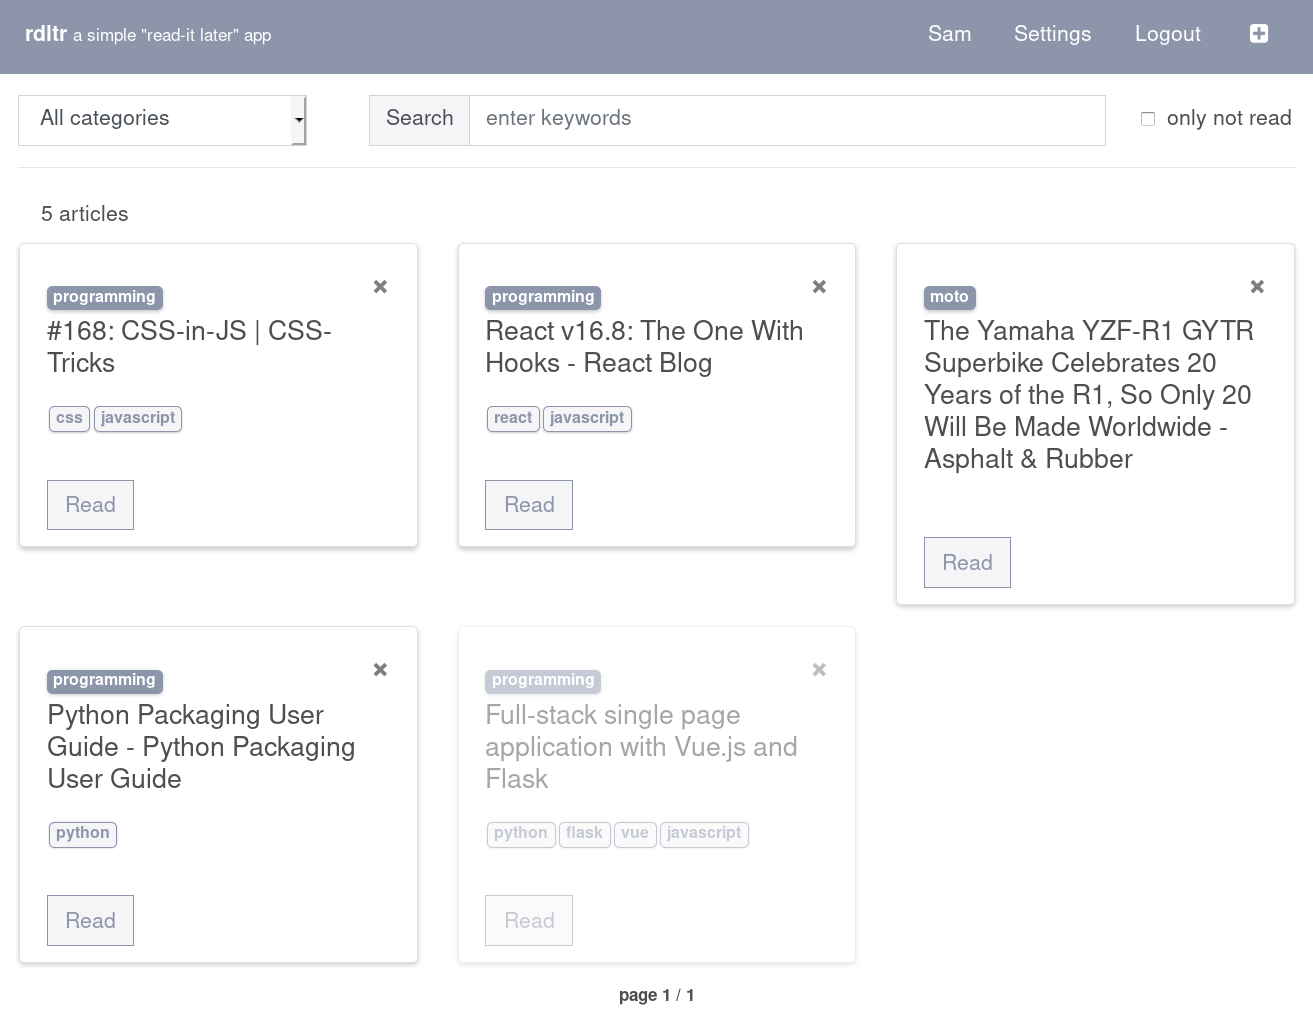 rdltr a simple "read-it later" app
Sam Settings Logout
All categories
Search enter keywords
only not read
5 articles
programming
#168: CSS-in-JS | CSS-
Tricks
css javascript
Read
programming
React v16.8: The One With
Hooks - React Blog
react javascript
Read
moto
The Yamaha YZF-R1 GYTR
Superbike Celebrates 20
Years of the R1, So Only 20
Will Be Made Worldwide -
Asphalt & Rubber
Read
programming
Python Packaging User
Guide - Python Packaging
User Guide
python
Read
programming
Full-stack single page
application with Vue.js and
Flask
python flask vue javascript
Read
page 1 / 1